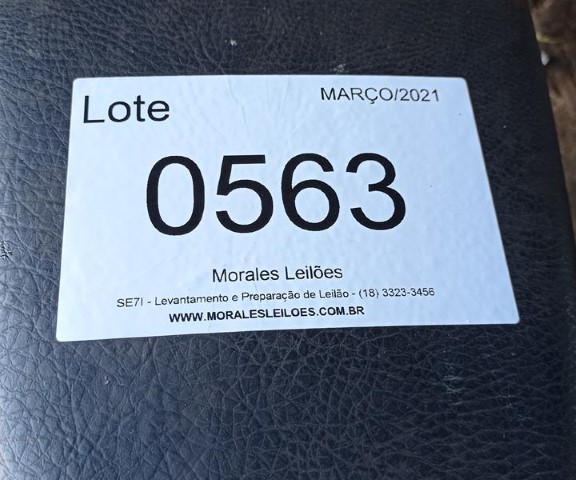 Lote
MARÇO/2021
0563
Morales Leilões
SE7I - Levantamento e Preparação de Leilão - (18) 3323-3456
WWW.MORALESLEILOES.COM.BR